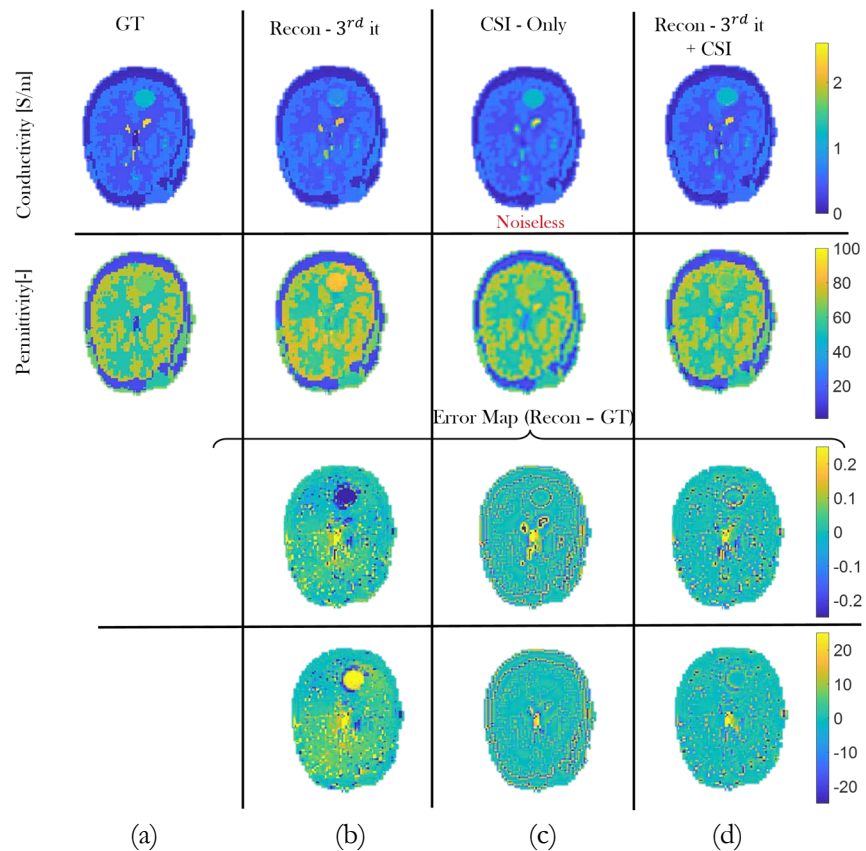 GT
Recon - 3rd it
CSI - Only
Recon - 3rd it
+ CSI
Conductivity [S/m]
2
1
0
Noiseless
Permittivity[-]
100
80
60
40
20
Error Map (Recon – GT)
0.2
0.1
0
-0.1
-0.2
20
10
0
-10
-20
(a)
(b)
(c)
(d)